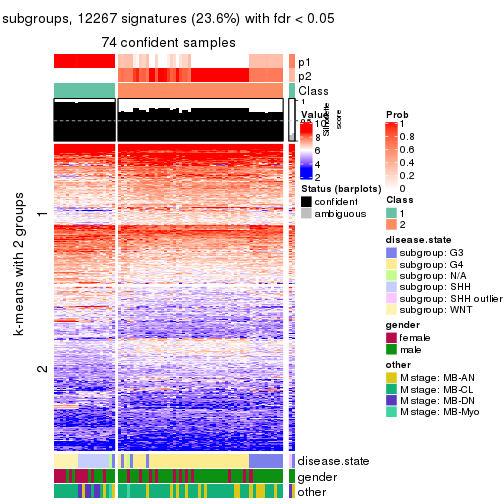 subgroups, 12267 signatures (23.6%) with fdr < 0.05
74 confident samples
p1
p2
Class
1
0.5
Silhouette
score
k-means with 2 groups
1
2
disease.state
gender
other
Value
10
8
6
4
2
Status (barplots)
confident
ambiguous
Prob
1
0.8
0.6
0.4
0.2
0
Class
1
2
disease.state
subgroup: G3
subgroup: G4
subgroup: N/A
subgroup: SHH
subgroup: SHH outlier
subgroup: WNT
gender
female
male
other
M stage: MB-AN
M stage: MB-CL
M stage: MB-DN
M stage: MB-Myo